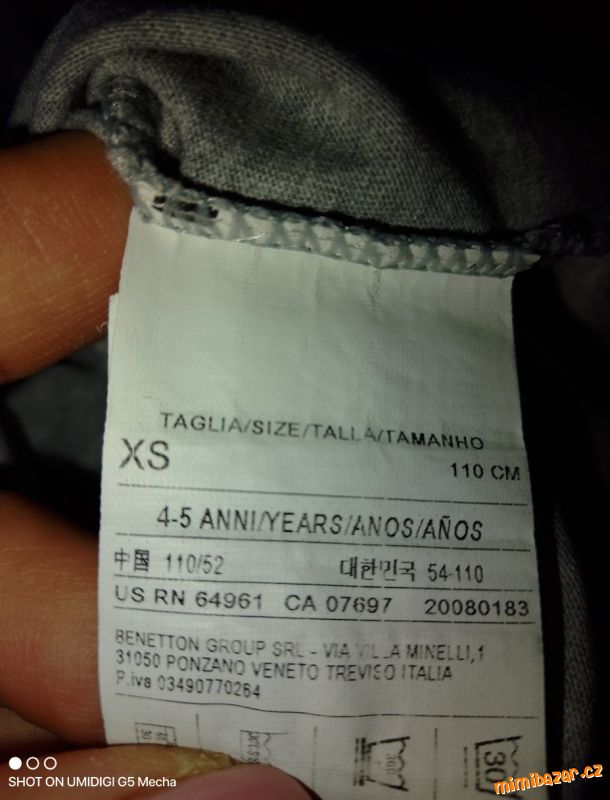 TAGLIA/SIZE/TALLA/TAMANHO
XS
110 CM
4-5 ANNI/YEARS/ANOS/AÑOS
中国 110/52 대한민국 54-110
US RN 64961 CA 07697 20080183
BENETTON GROUP SRL - VIA VILLA MINELLI,1
31050 PONZANO VENETO TREVISO ITALIA
P.iva 03490770264
30
SHOT ON UMIDIGI G5 Mecha
mimibazar.cz